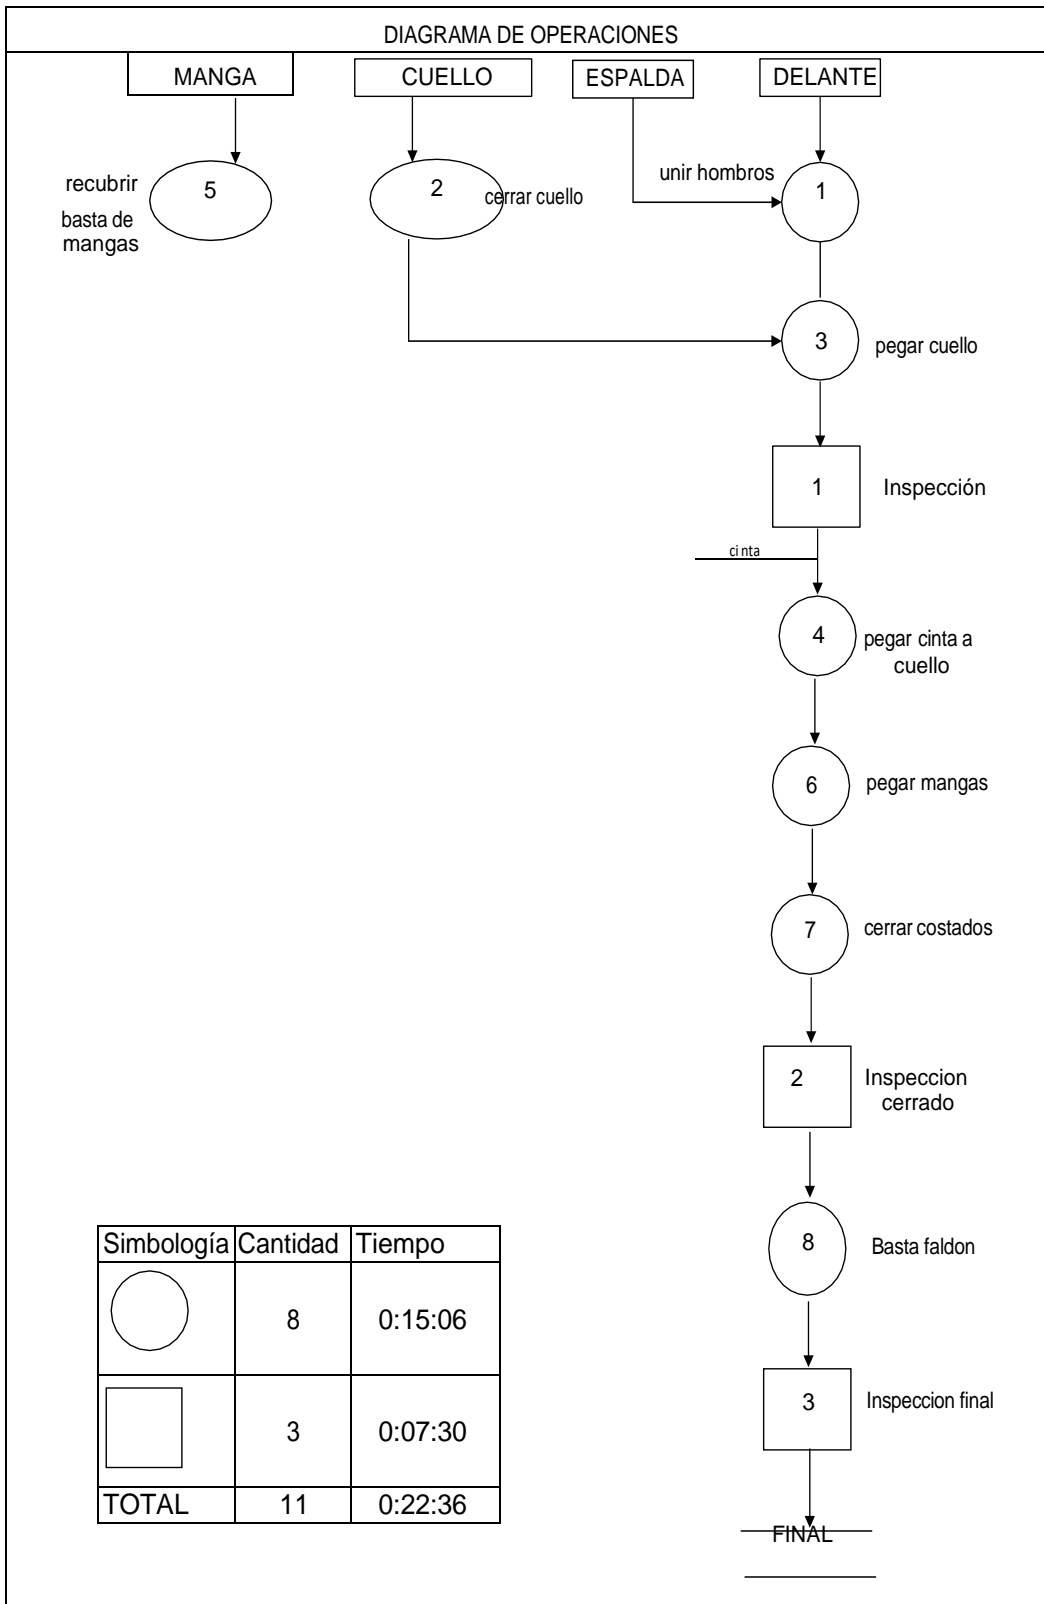 DIAGRAMA DE OPERACIONES
MANGA
CUELLO
ESPALDA
DELANTE
recubrir
basta de
mangas
5
2
cerrar cuello
unir hombros
1
3
pegar cuello
1
Inspección
cinta
4
pegar cinta a
cuello
6
pegar mangas
7
cerrar costados
2
Inspeccion
cerrado
8
Basta faldon
3
Inspeccion final
FINAL
Simbología Cantidad Tiempo
8 0:15:06
3 0:07:30
TOTAL 11 0:22:36